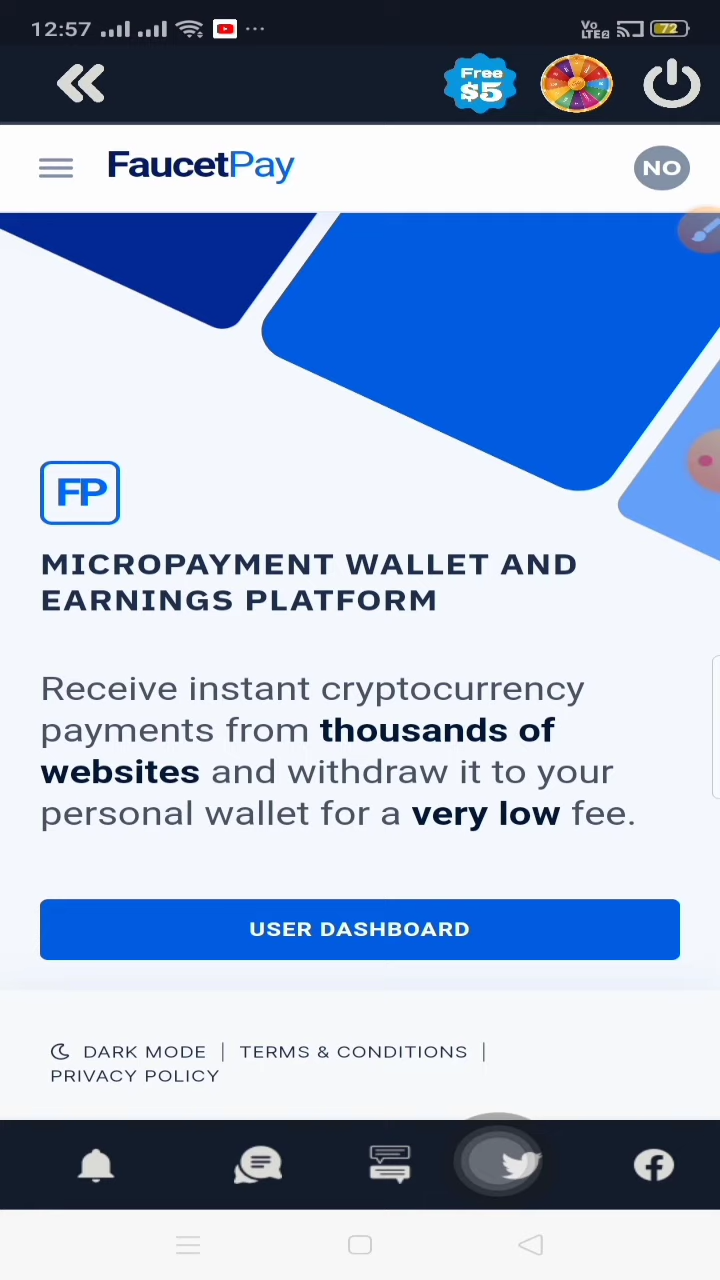 12:57
Vo
LTE2
72
Free
$5
FaucetPay
NO
FP
MICROPAYMENT WALLET AND
EARNINGS PLATFORM
Receive instant cryptocurrency
payments from thousands of
websites and withdraw it to your
personal wallet for a very low fee.
USER DASHBOARD
DARK MODE | TERMS & CONDITIONS |
PRIVACY POLICY